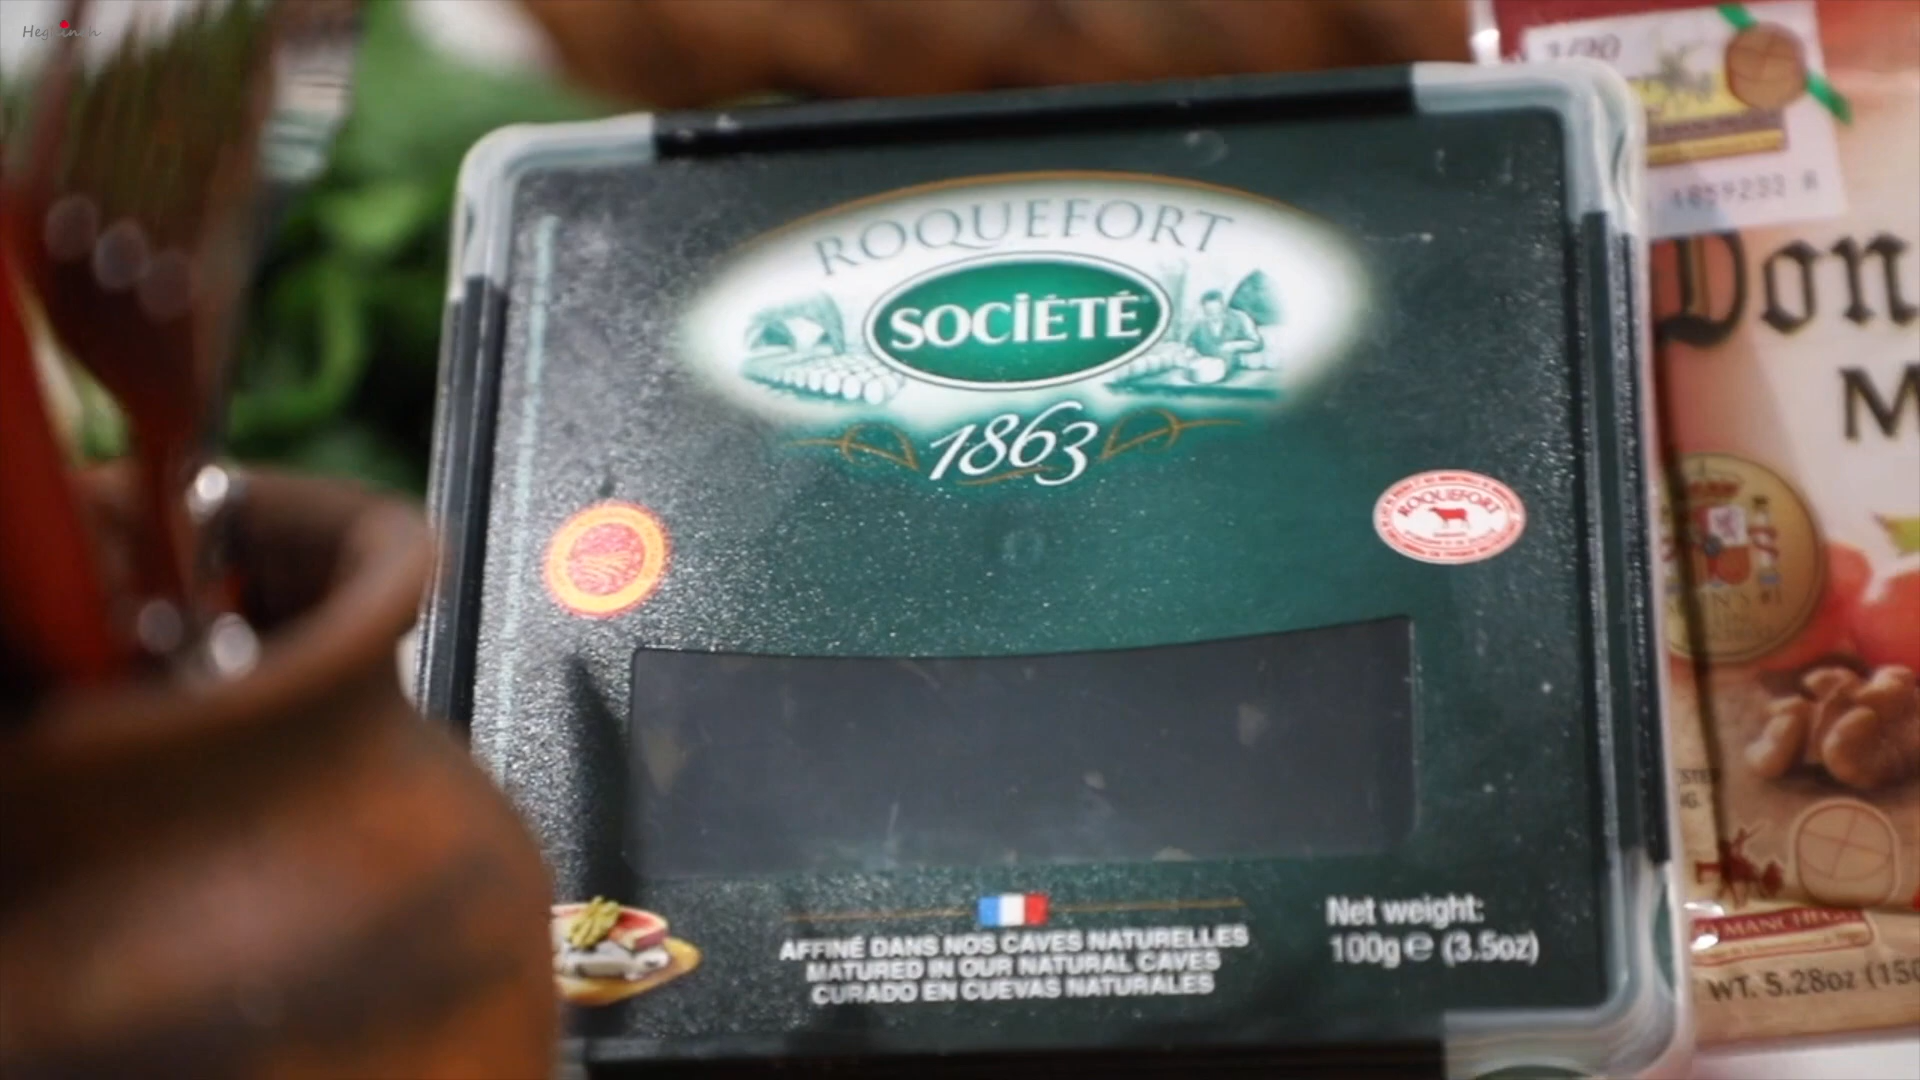 ROQUEFORT
SOCIÉTÉ
1863
ROQUEFORT
AFFINÉ DANS NOS CAVES NATURELLES
MATURED IN OUR NATURAL CAVES
CURADO EN CUEVAS NATURALES
Net weight:
100g ℮ (3.5oz)
Don
M
WT. 5.28oz (150